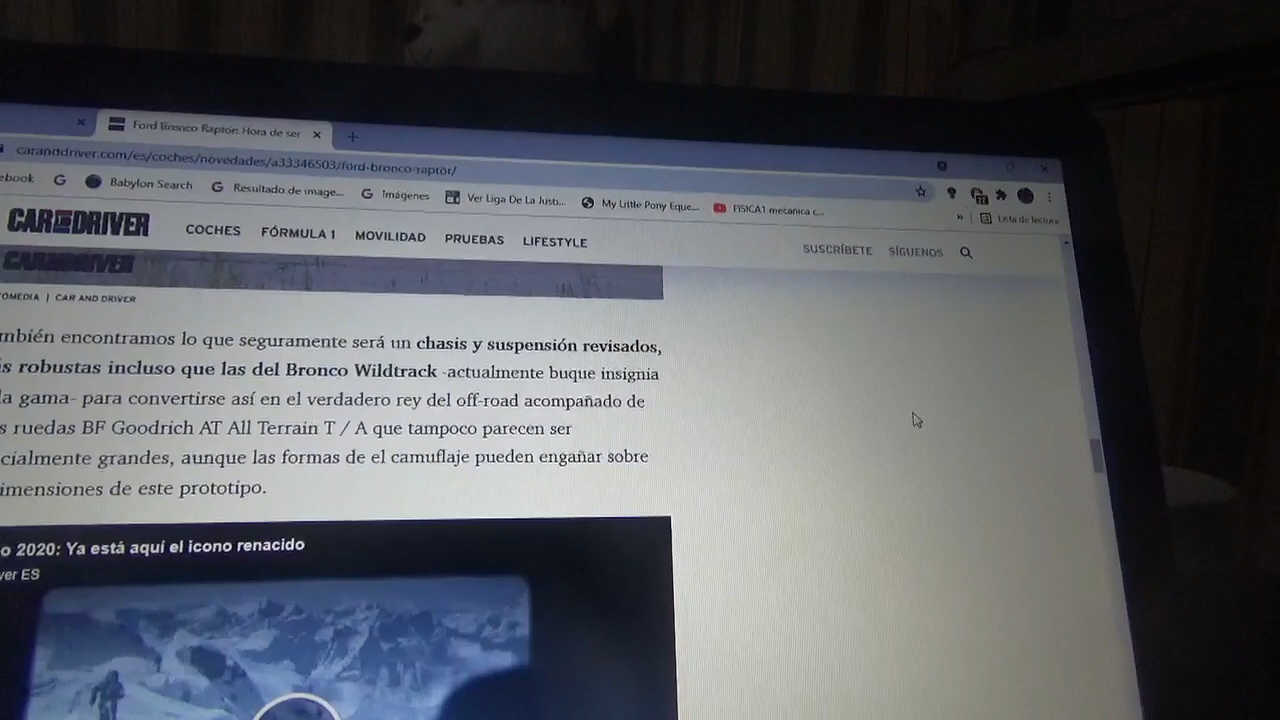 Ford Bronco Raptor: Hora de ser
caranddriver.com/es/coches/novedades/a33346503/ford-bronco-raptor/
ebook
Babylon Search
Resultado de image...
Imágenes
Ver Liga De La Justi...
My Little Pony Eque...
FISICA1 mecanica c...
»
Lista de lectura
CAR AND DRIVER
COCHES
FÓRMULA 1
MOVILIDAD
PRUEBAS
LIFESTYLE
SUSCRÍBETE
SÍGUENOS
CAR AND DRIVER
OMEDIA | CAR AND DRIVER
mbién encontramos lo que seguramente será un chasis y suspensión revisados,
s robustas incluso que las del Bronco Wildtrack -actualmente buque insignia
la gama- para convertirse así en el verdadero rey del off-road acompañado de
s ruedas BF Goodrich AT All Terrain T / A que tampoco parecen ser
cialmente grandes, aunque las formas de el camuflaje pueden engañar sobre
imensiones de este prototipo.
o 2020: Ya está aquí el icono renacido
ver ES